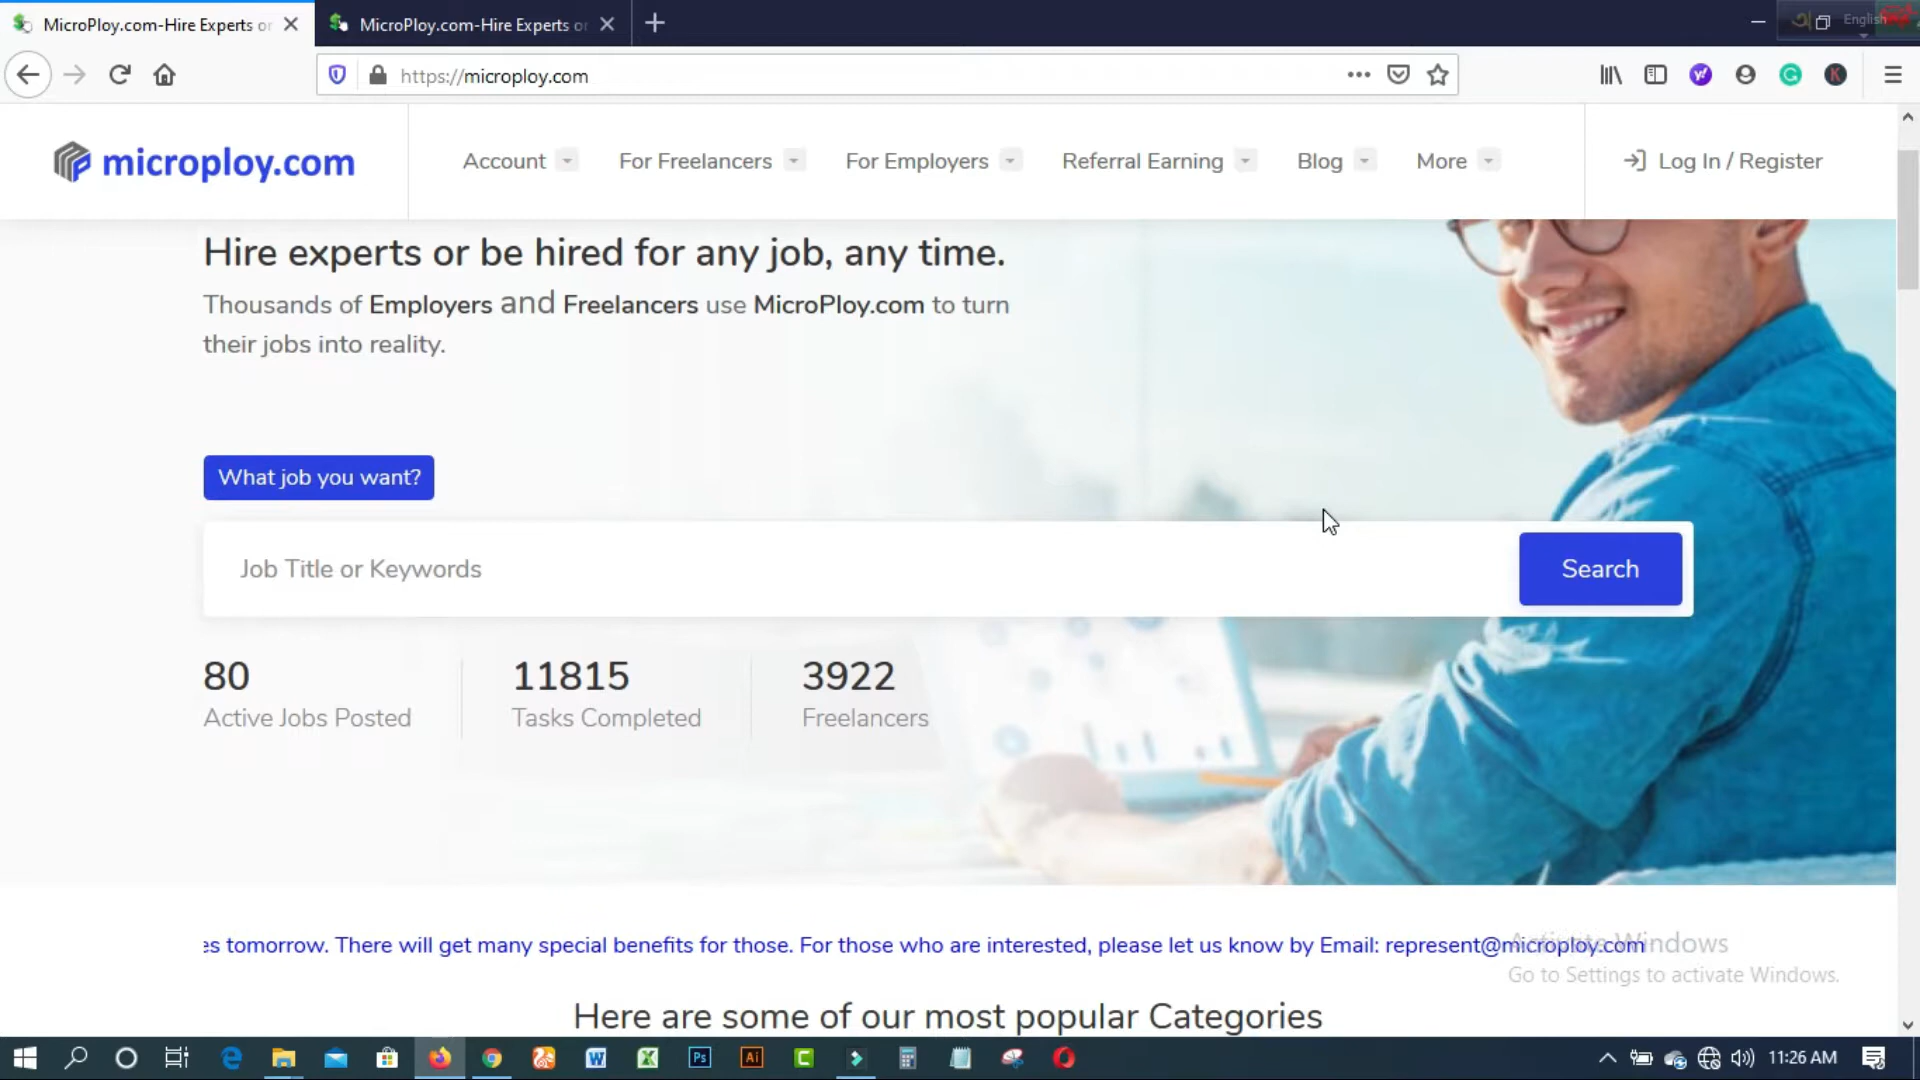 MicroPloy.com-Hire Experts or
MicroPloy.com-Hire Experts or
English
https://microploy.com
microploy.com
Account
For Freelancers
For Employers
Referral Earning
Blog
More
Log In / Register
Hire experts or be hired for any job, any time.
Thousands of Employers and Freelancers use MicroPloy.com to turn
their jobs into reality.
What job you want?
Job Title or Keywords
Search
80
Active Jobs Posted
11815
Tasks Completed
3922
Freelancers
es tomorrow. There will get many special benefits for those. For those who are interested, please let us know by Email: represent@microploy.com
Activate Windows
Go to Settings to activate Windows.
Here are some of our most popular Categories
11:26 AM